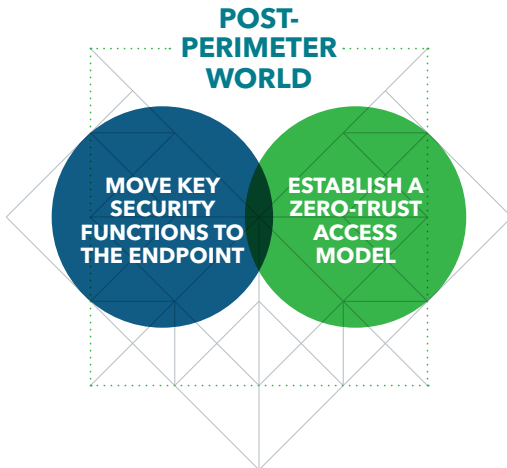 POST-
PERIMETER
WORLD
MOVE KEY
SECURITY
FUNCTIONS TO
THE ENDPOINT
ESTABLISH A
ZERO-TRUST
ACCESS
MODEL